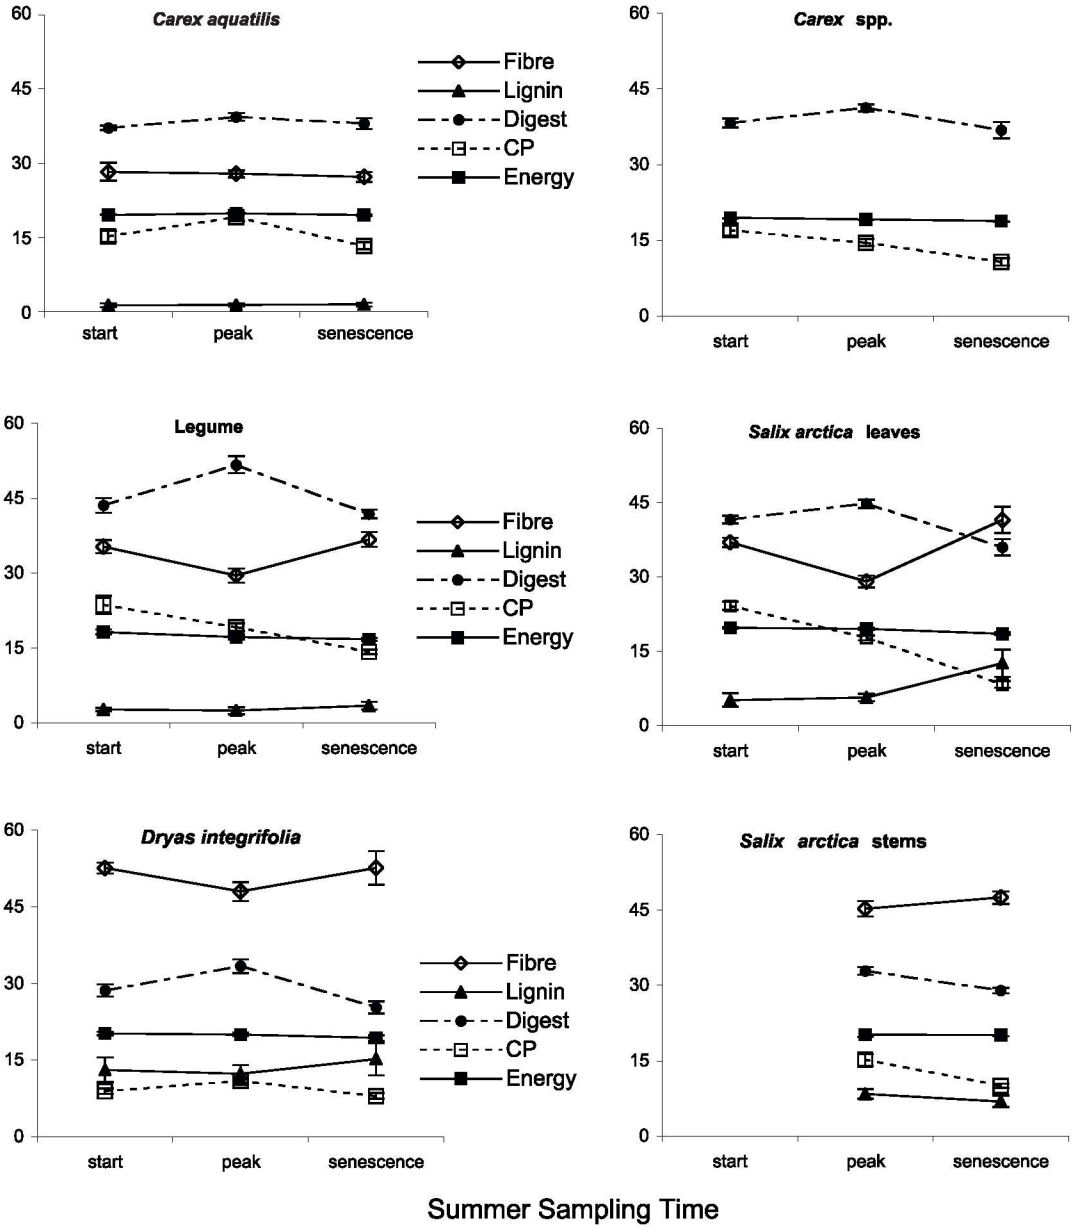 Carex aquatilis
60
45
30
15
0
start peak senescence
Fibre
Lignin
Digest
CP
Energy
Carex spp.
60
45
30
15
0
start peak senescence
Legume
60
45
30
15
0
start peak senescence
Fibre
Lignin
Digest
CP
Energy
Salix arctica leaves
60
45
30
15
0
start peak senescence
Dryas integrifolia
60
45
30
15
0
start peak senescence
Fibre
Lignin
Digest
CP
Energy
Salix arctica stems
60
45
30
15
0
start peak senescence
Summer Sampling Time